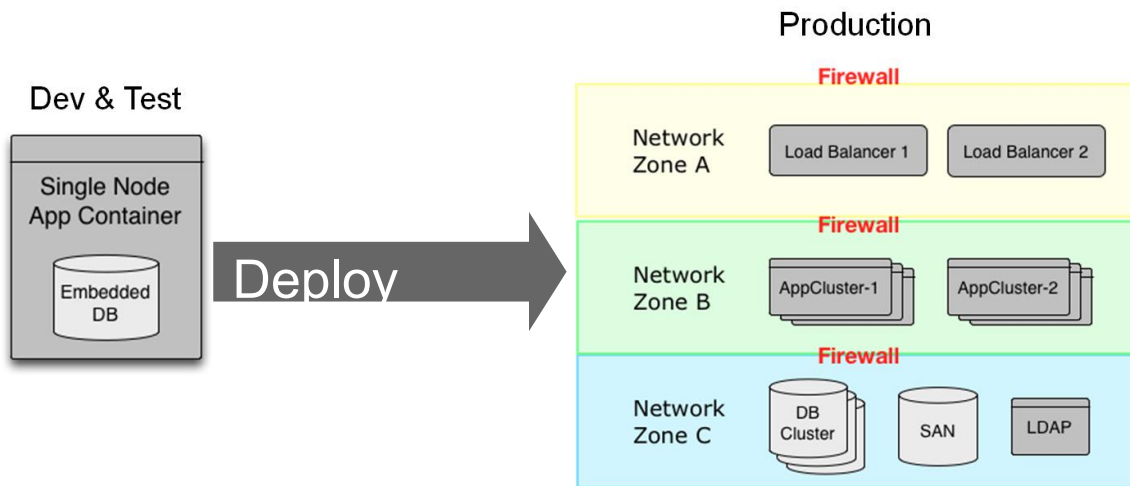 Production
Dev & Test
Single Node
App Container
Embedded
DB
Deploy
Firewall
Network
Zone A
Load Balancer 1
Load Balancer 2
Firewall
Network
Zone B
AppCluster-1
AppCluster-2
Firewall
Network
Zone C
DB
Cluster
SAN
LDAP